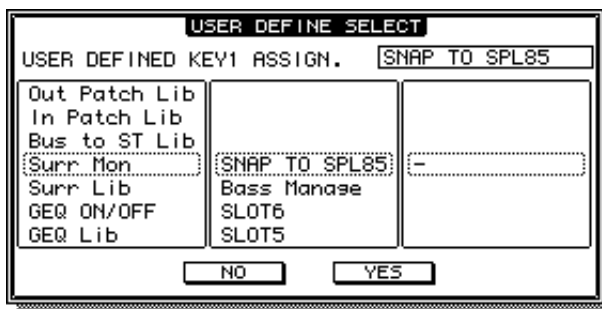 USER DEFINE SELECT
USER DEFINED KEY1 ASSIGN. SNAP TO SPL85
Out Patch Lib
In Patch Lib
Bus to ST Lib
Surr Mon SNAP TO SPL85 -
Surr Lib Bass Manage
GEQ ON/OFF SLOT6
GEQ Lib SLOT5
NO YES